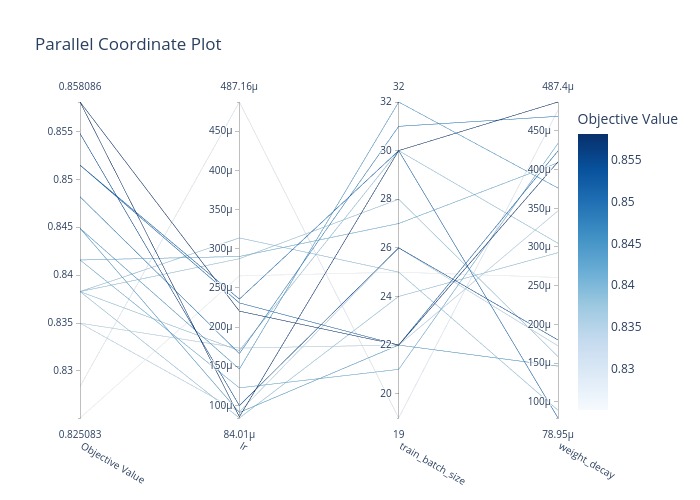 Parallel Coordinate Plot
0.858086 487.16μ 32 487.4μ
Objective Value
0.855 0.85 0.845 0.84 0.835 0.83
450μ 400μ 350μ 300μ 250μ 200μ 150μ 100μ
32 30 28 26 24 22 20
450μ 400μ 350μ 300μ 250μ 200μ 150μ 100μ
0.855
0.85
0.845
0.84
0.835
0.83
0.825083 84.01μ 19 78.95μ
Objective Value lr train_batch_size weight_decay